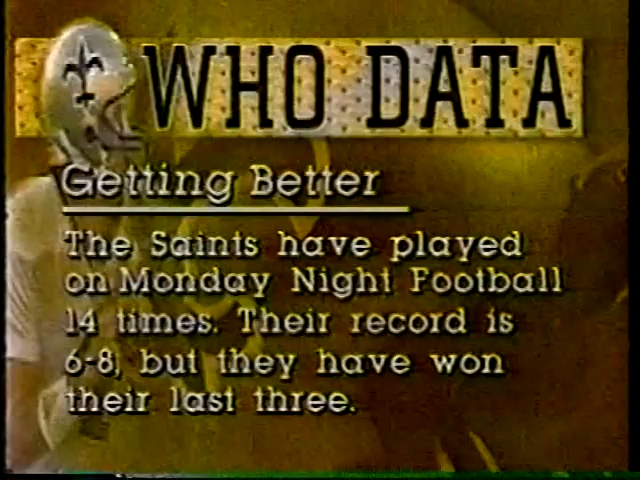 WHO DATA
Getting Better
The Saints have played
on Monday Night Football
14 times. Their record is
6-8, but they have won
their last three.